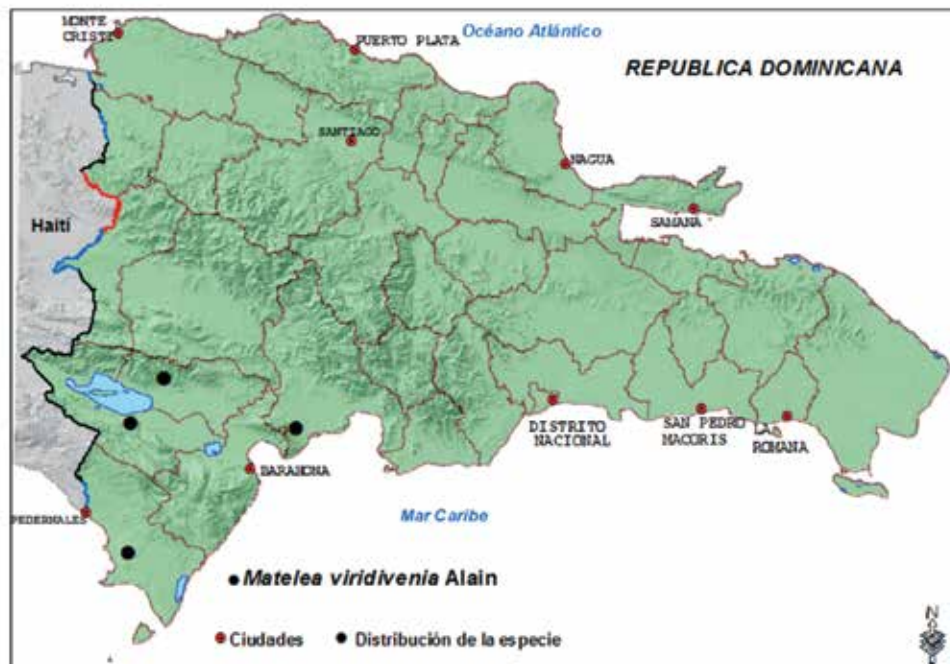 MONTE
CRISTI
PUERTO PLATA
Océano Atlántico
REPUBLICA DOMINICANA
SANTIAGO
NAGUA
SAMANA
Haití
DISTRITO
NACIONAL
SAN PEDRO
MACORIS
LA
ROMANA
BARAHONA
PEDERNALES
Mar Caribe
Matelea viridivenia Alain
Ciudades
Distribución de la especie
N